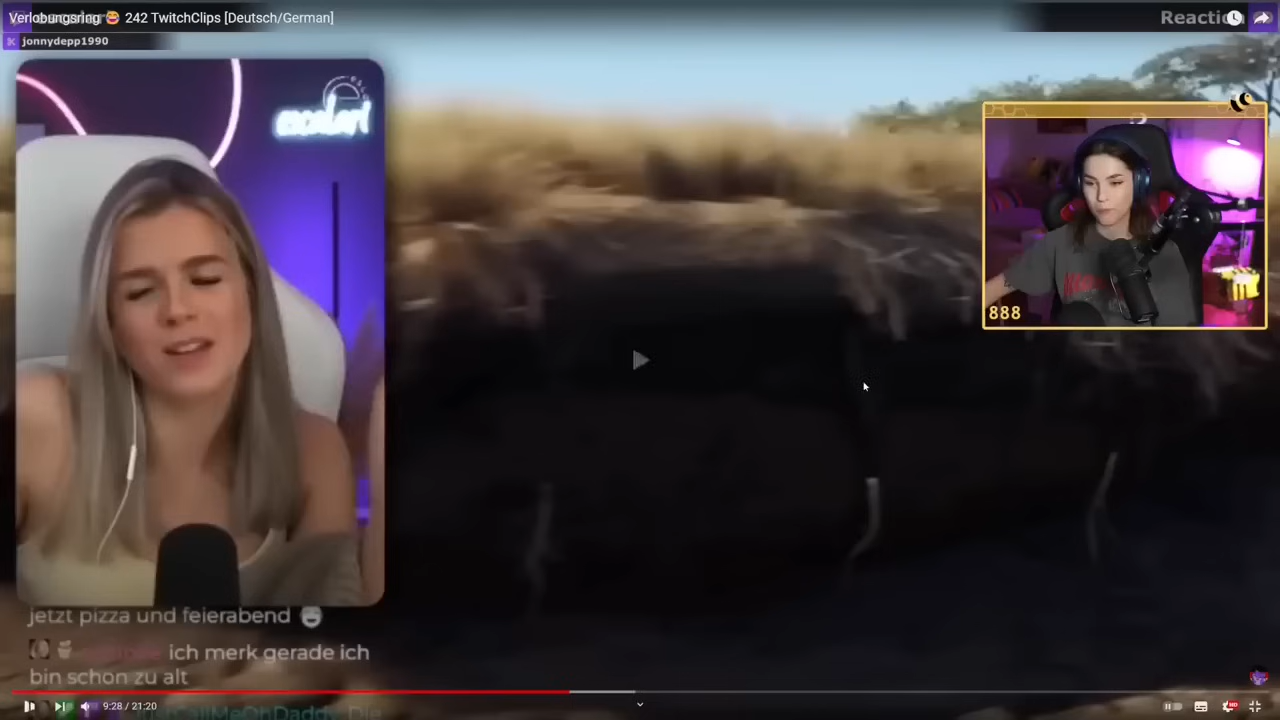 Verlobungsring 😂 242 TwitchClips [Deutsch/German]
Reaction
jonnydepp1990
888
jetzt pizza und feierabend
ich merk gerade ich
bin schon zu alt
9:28 / 21:20
HD